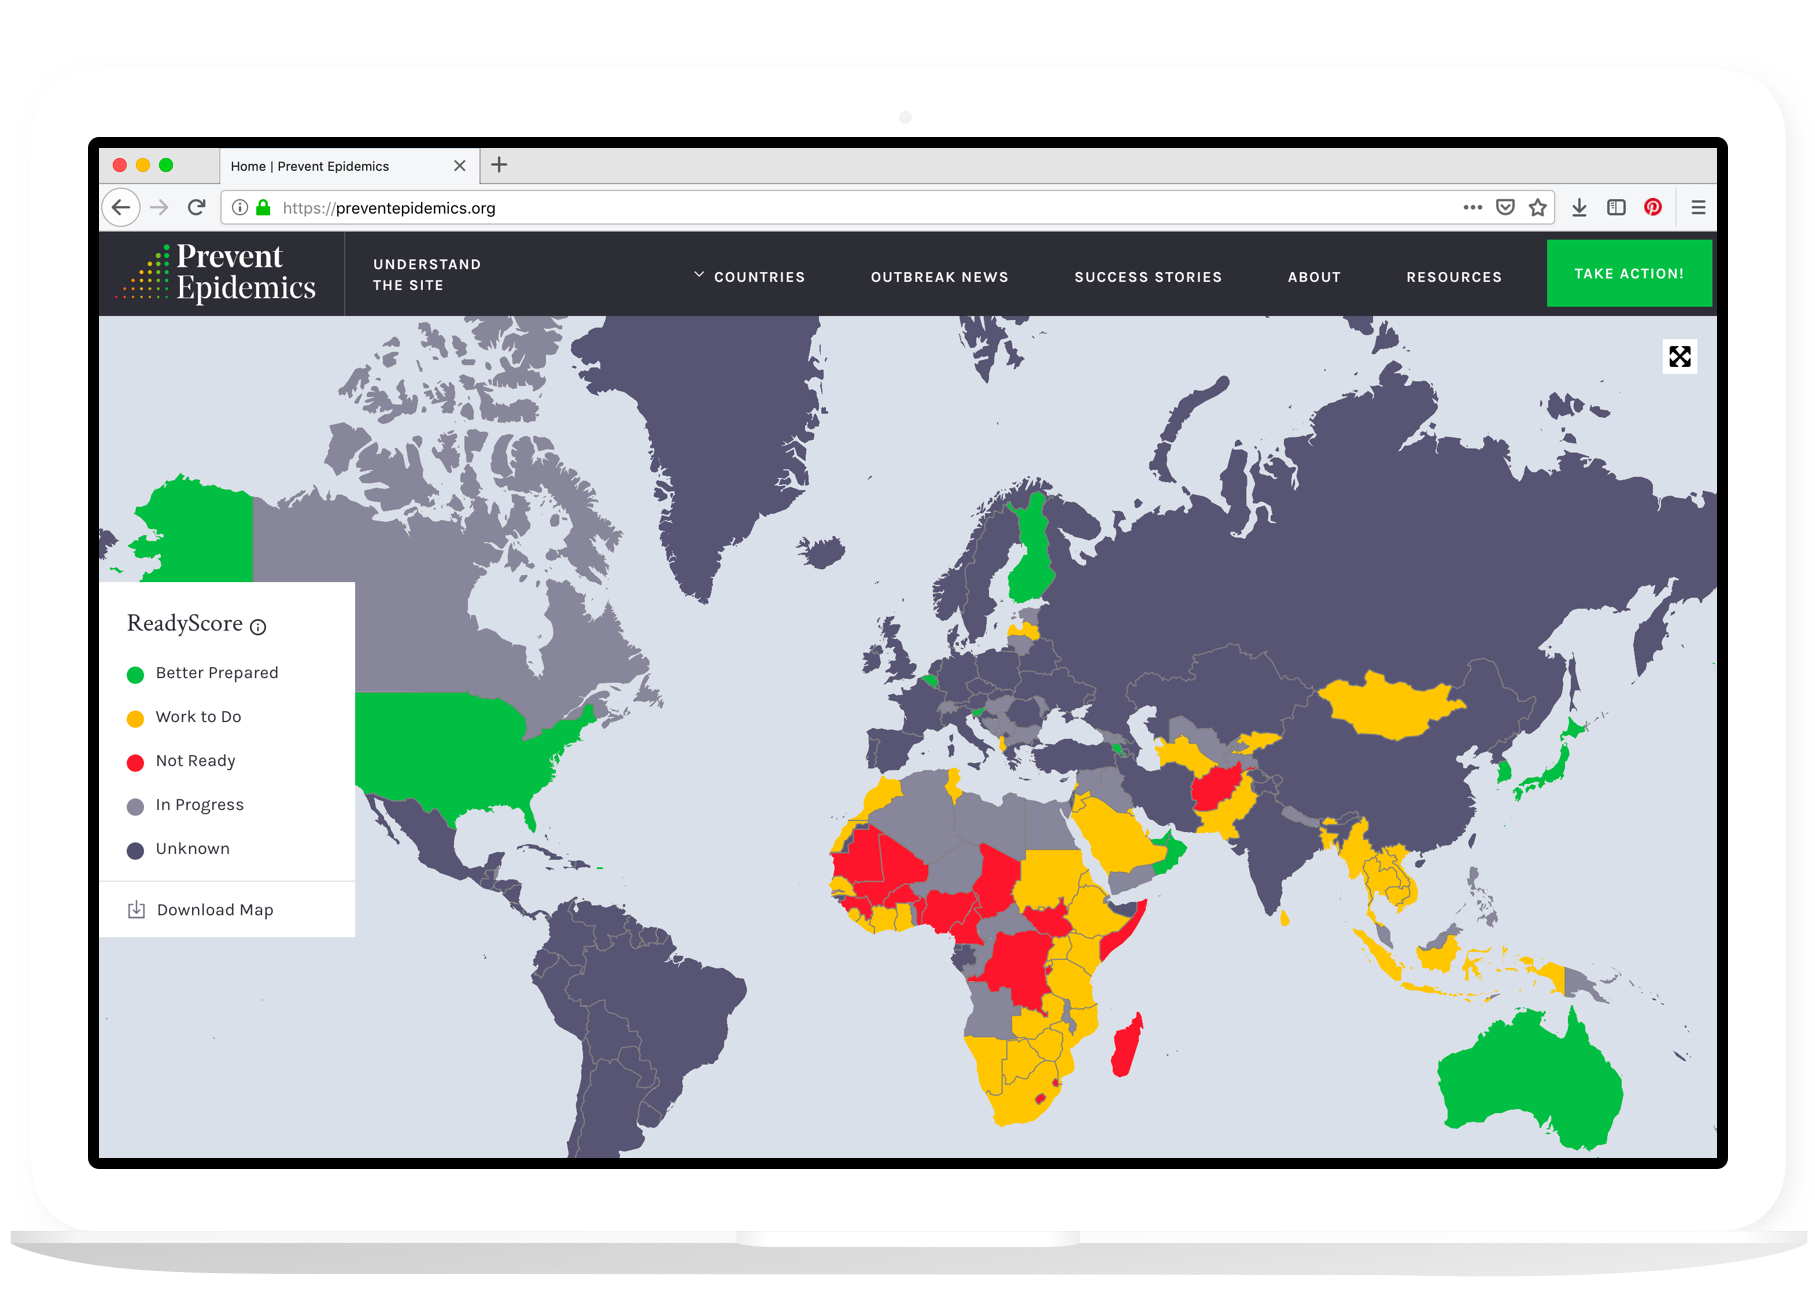 Home | Prevent Epidemics
https://preventepidemics.org
Prevent
Epidemics
UNDERSTAND
THE SITE
COUNTRIES
OUTBREAK NEWS
SUCCESS STORIES
ABOUT
RESOURCES
TAKE ACTION!
ReadyScore
Better Prepared
Work to Do
Not Ready
In Progress
Unknown
Download Map